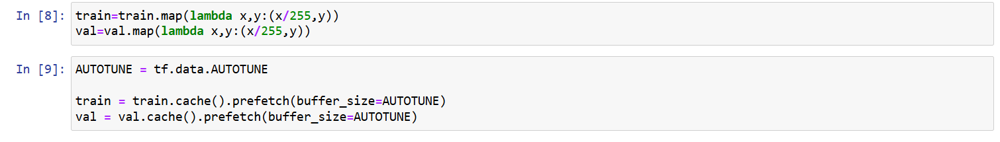 In [8]: train=train.map(lambda x,y:(x/255,y))
val=val.map(lambda x,y:(x/255,y))
In [9]: AUTOTUNE = tf.data.AUTOTUNE
train = train.cache().prefetch(buffer_size=AUTOTUNE)
val = val.cache().prefetch(buffer_size=AUTOTUNE)